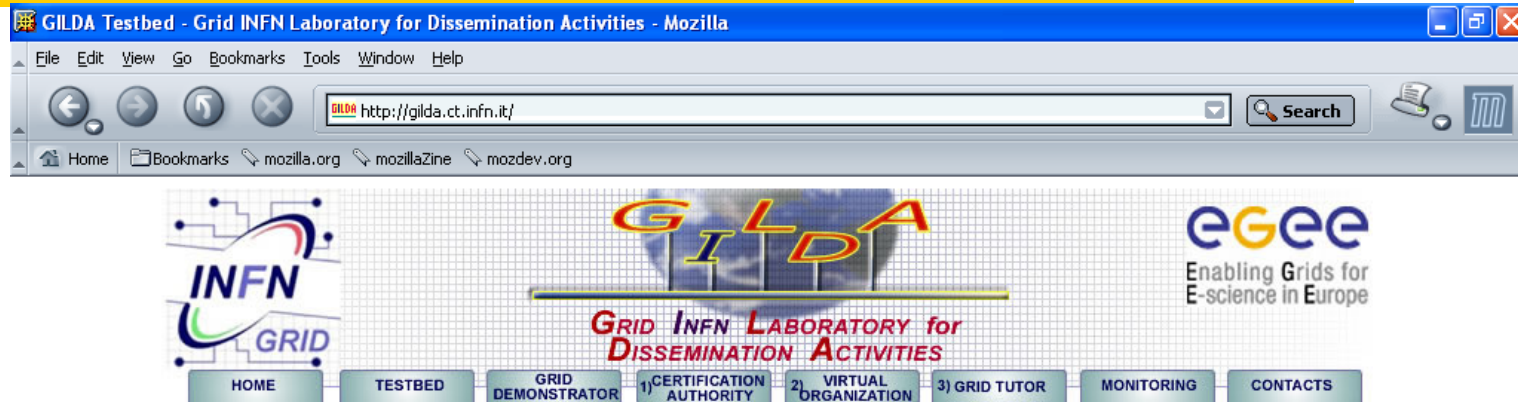 GILDA Testbed - Grid INFN Laboratory for Dissemination Activities - Mozilla
File Edit View Go Bookmarks Tools Window Help
GILDA http://gilda.ct.infn.it/ Search
Home Bookmarks mozilla.org mozillaZine mozdev.org
INFN
GRID
GILDA
GRID INFN LABORATORY for
DISSEMINATION ACTIVITIES
eGee
Enabling Grids for
E-science in Europe
HOME
TESTBED
GRID
DEMONSTRATOR
1) CERTIFICATION
AUTHORITY
2) VIRTUAL
ORGANIZATION
3) GRID TUTOR
MONITORING
CONTACTS